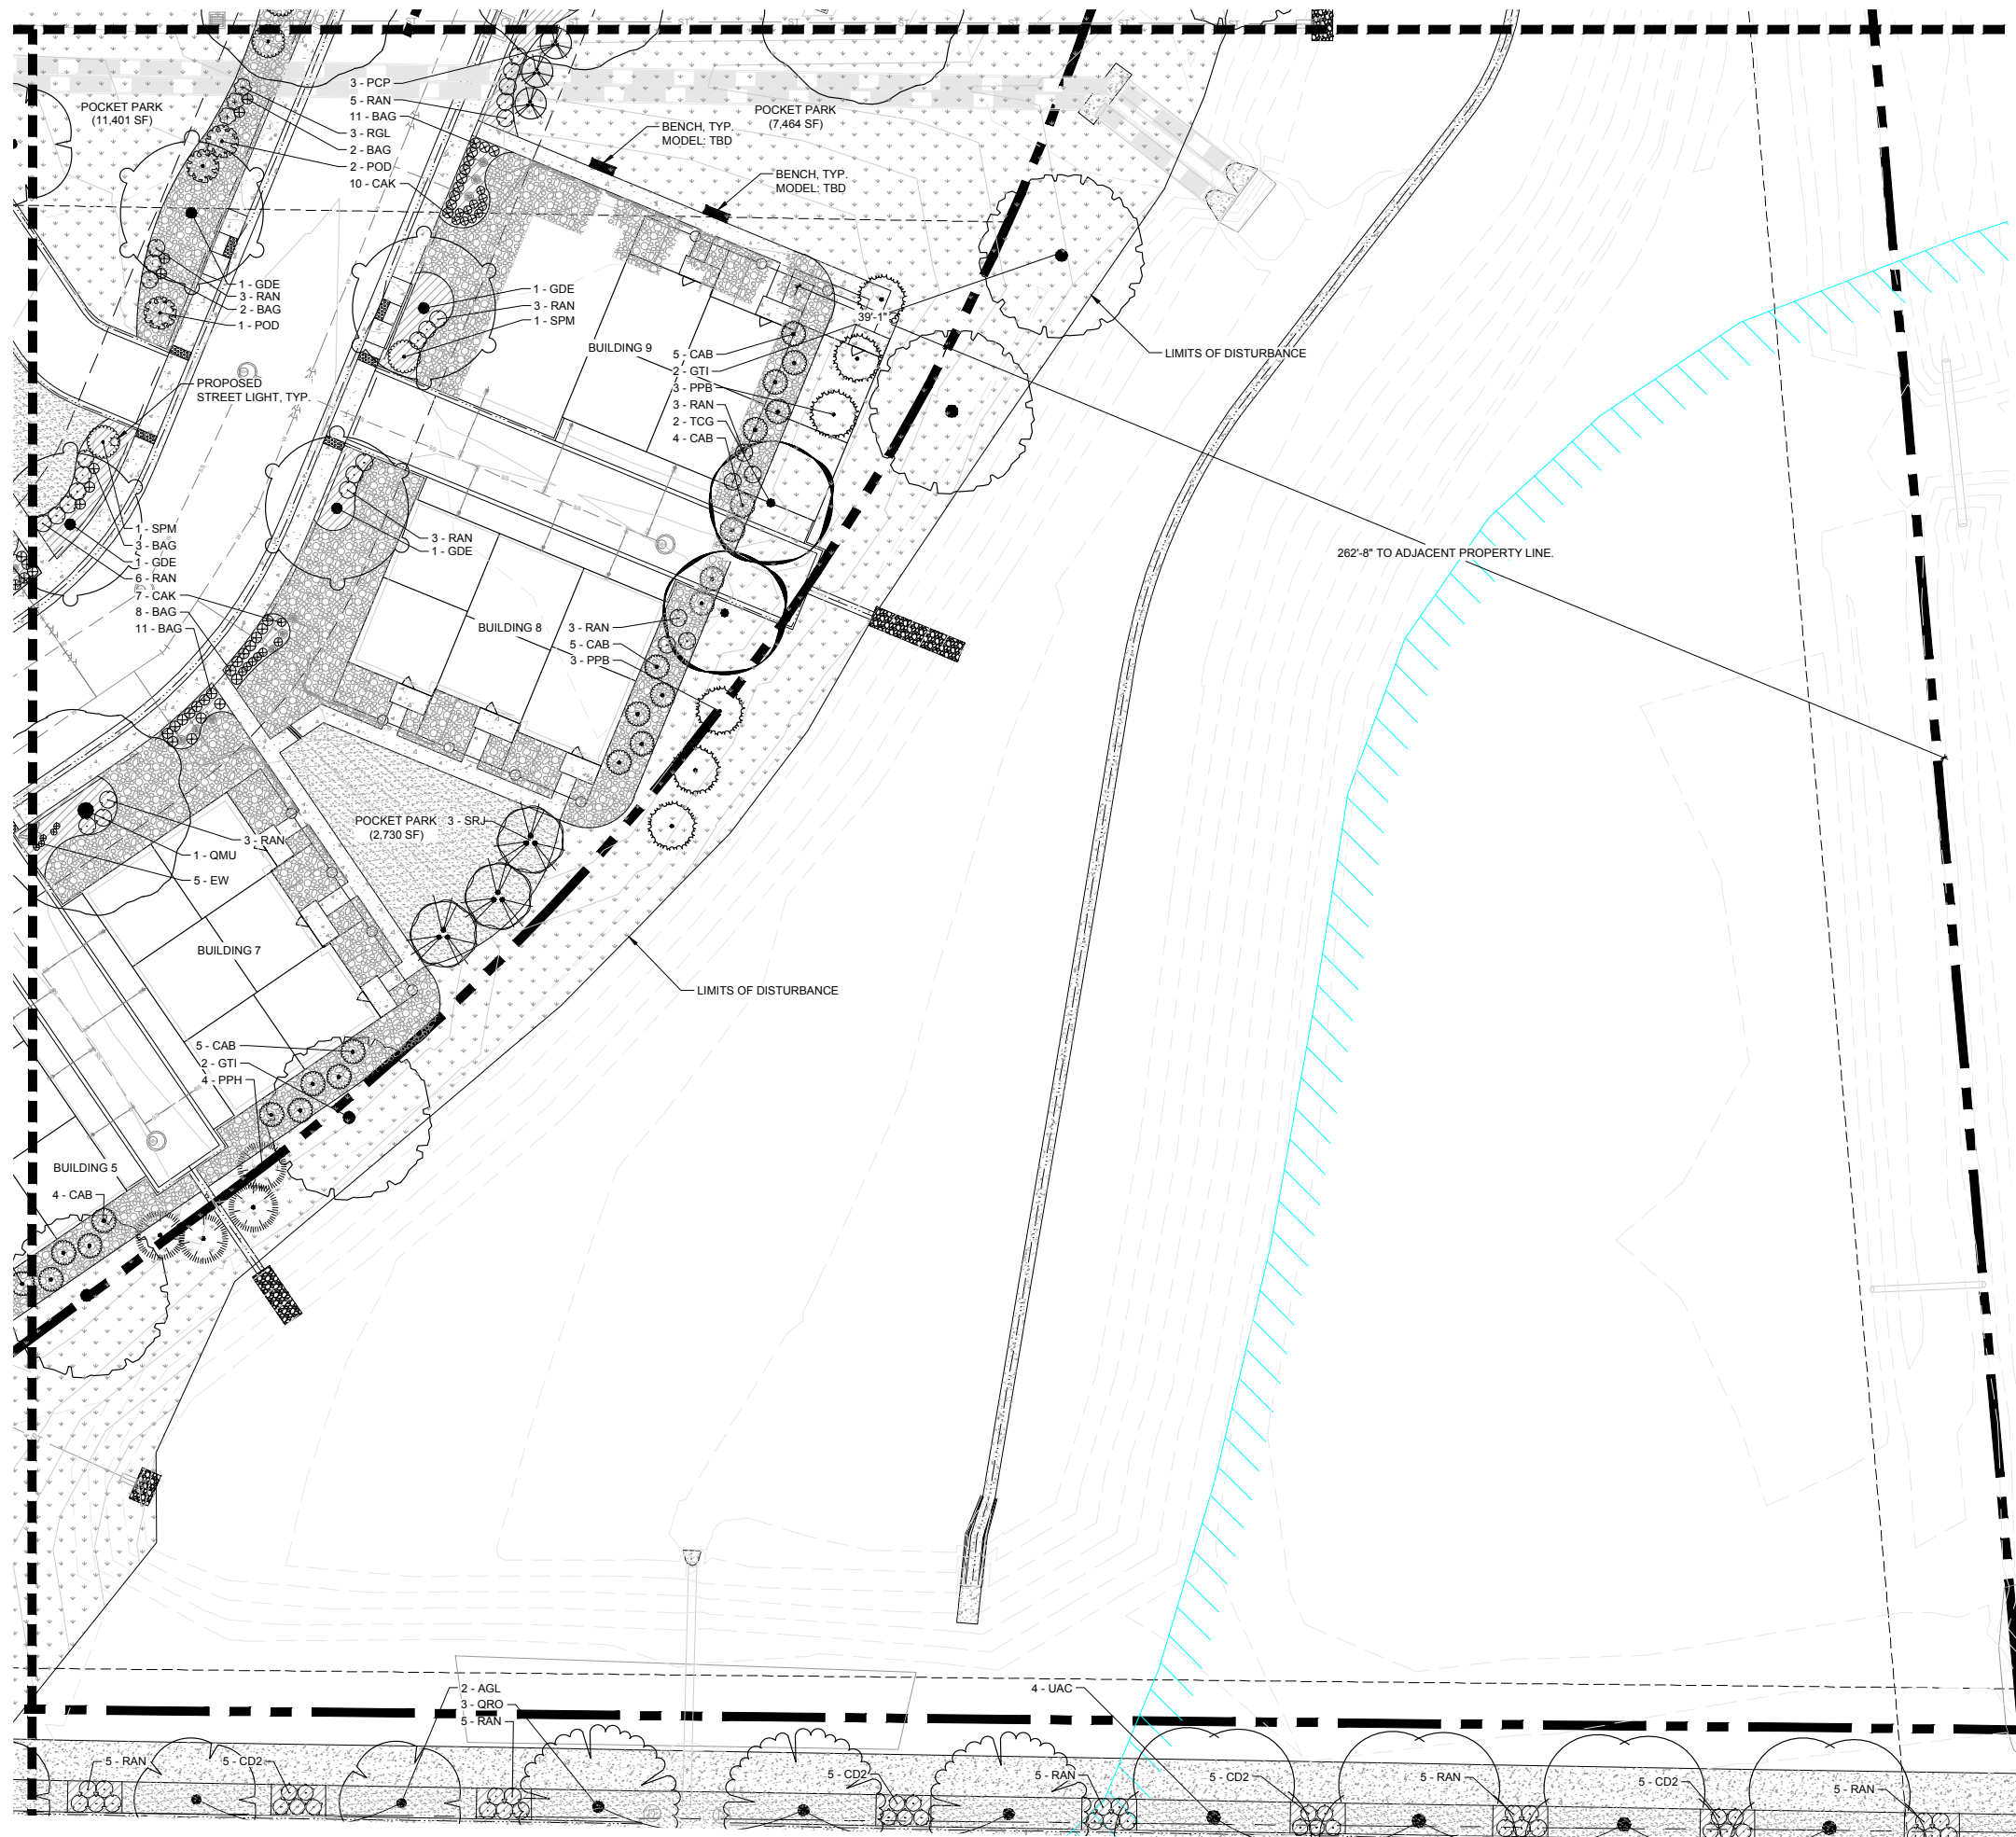 POCKET PARK
(11,401 SF)
3 - PCP
5 - RAN
11 - BAG
3 - RGL
2 - BAG
2 - POD
10 - CAK
BENCH, TYP.
MODEL: TBD
POCKET PARK
(7,464 SF)
BENCH, TYP.
MODEL: TBD
1 - GDE
3 - RAN
2 - BAG
1 - POD
1 - GDE
3 - RAN
1 - SPM
39'-1"
BUILDING 9
5 - CAB
2 - GTI
3 - PPB
3 - RAN
2 - TCG
4 - CAB
LIMITS OF DISTURBANCE
PROPOSED
STREET LIGHT, TYP.
1 - SPM
3 - BAG
1 - GDE
6 - RAN
7 - CAK
8 - BAG
11 - BAG
3 - RAN
1 - GDE
262'-8" TO ADJACENT PROPERTY LINE.
BUILDING 8
3 - RAN
5 - CAB
3 - PPB
POCKET PARK
(2,730 SF)
3 - SRJ
3 - RAN
1 - QMU
5 - EW
BUILDING 7
LIMITS OF DISTURBANCE
5 - CAB
2 - GTI
4 - PPH
BUILDING 5
4 - CAB
2 - AGL
3 - QRO
5 - RAN
4 - UAC
5 - RAN
5 - CD2
5 - CD2
5 - RAN
5 - CD2
5 - RAN
5 - CD2
5 - RAN